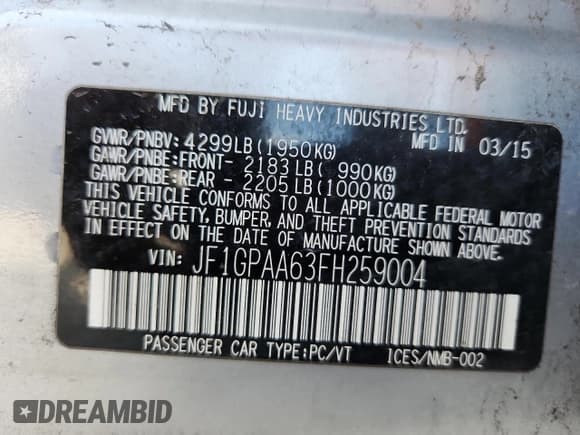 MFD BY FUJI HEAVY INDUSTRIES LTD.
MFD IN 03/15
GVWR/PNBV: 4299LB(1950KG)
GAWR/PNBE:FRONT- 2183LB( 990KG)
GAWR/PNBE:REAR - 2205LB(1000KG)
THIS VEHICLE CONFORMS TO ALL APPLICABLE FEDERAL MOTOR
VEHICLE SAFETY, BUMPER, AND THEFT PREVENTION STANDARDS
IN EFFECT ON THE DATE OF MANUFACTURE SHOWN ABOVE.
VIN: JF1GPAA63FH259004
PASSENGER CAR TYPE:PC/VT ICES/NMB-002
DREAMBID